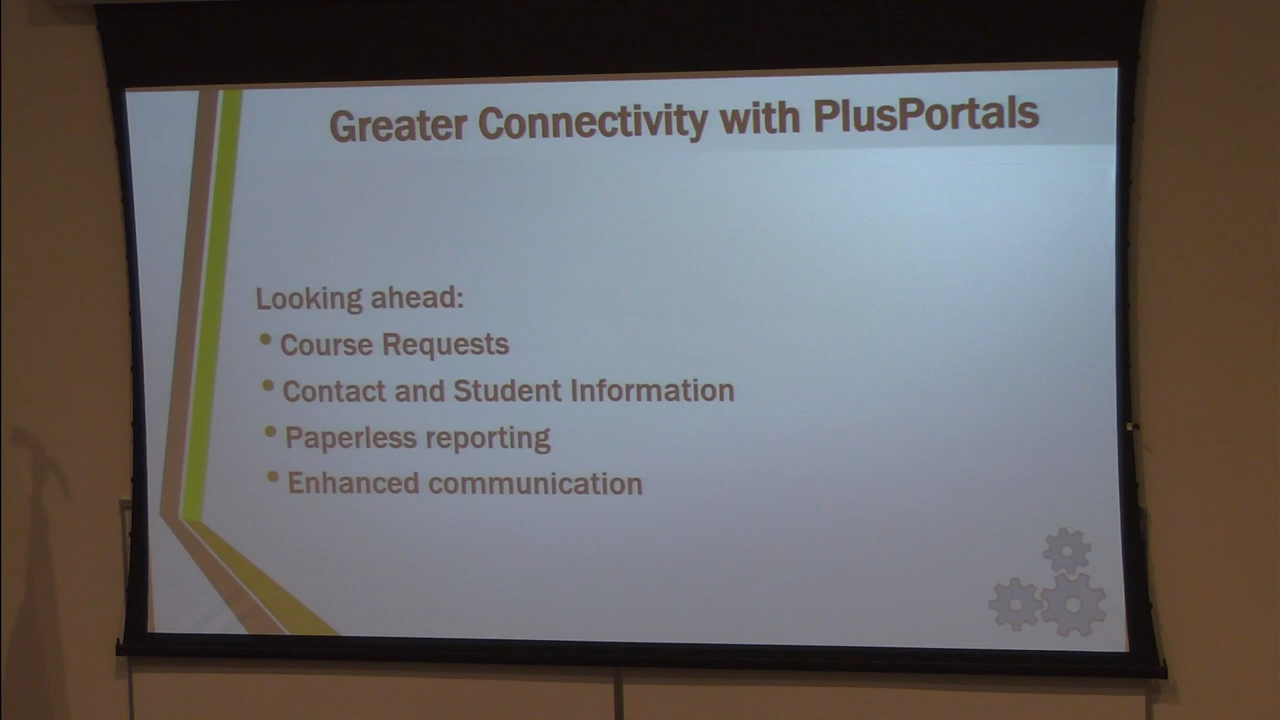 Greater Connectivity with PlusPortals
Looking ahead:
• Course Requests
• Contact and Student Information
• Paperless reporting
• Enhanced communication